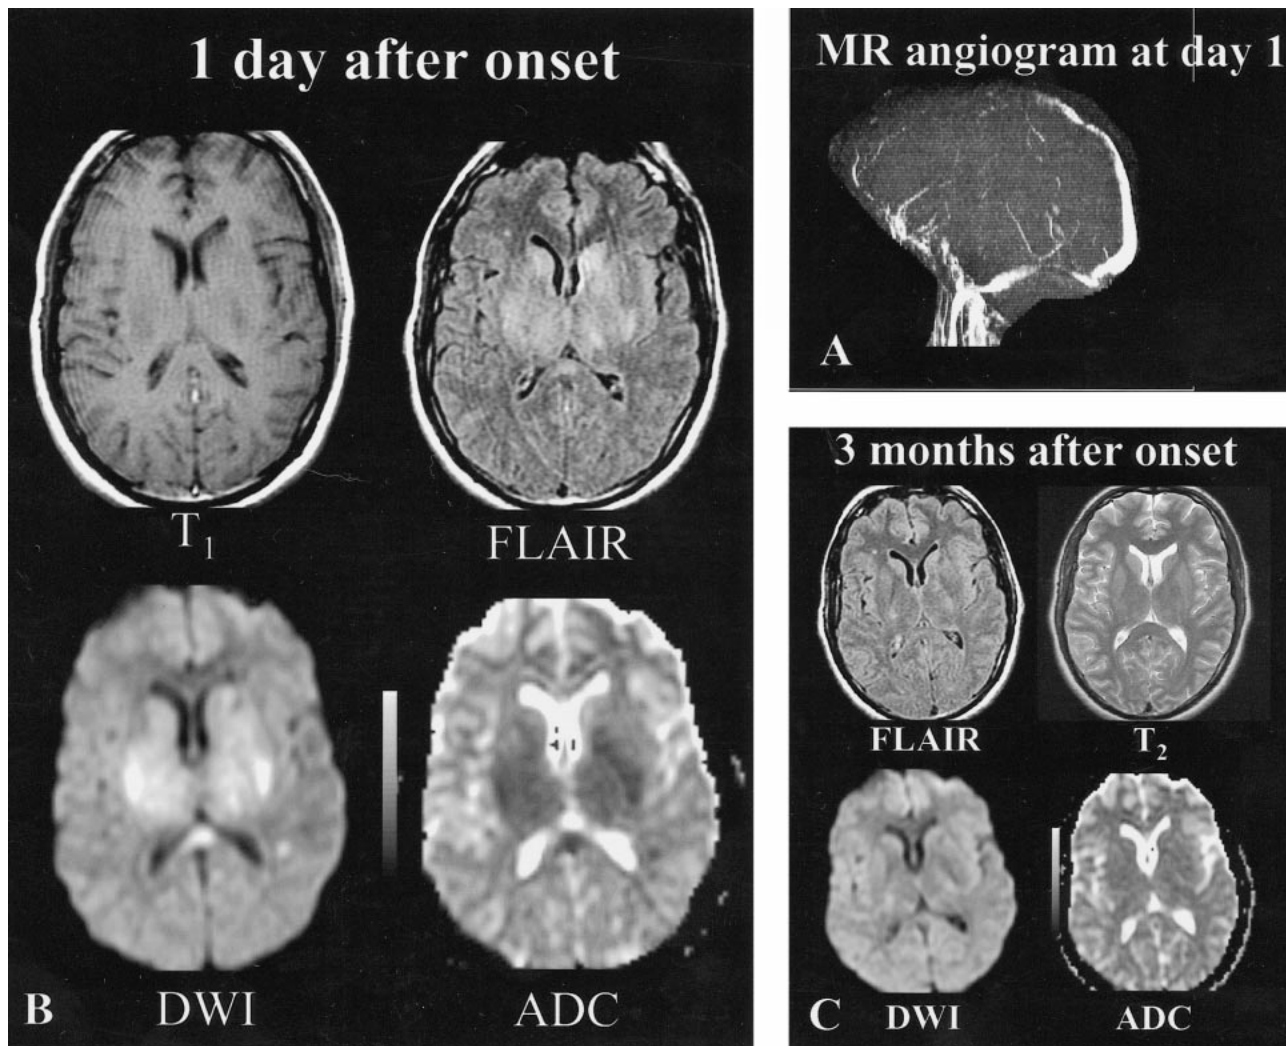 1 day after onset
T1
FLAIR
DWI
ADC
B
MR angiogram at day 1
A
3 months after onset
FLAIR
T2
DWI
ADC
C